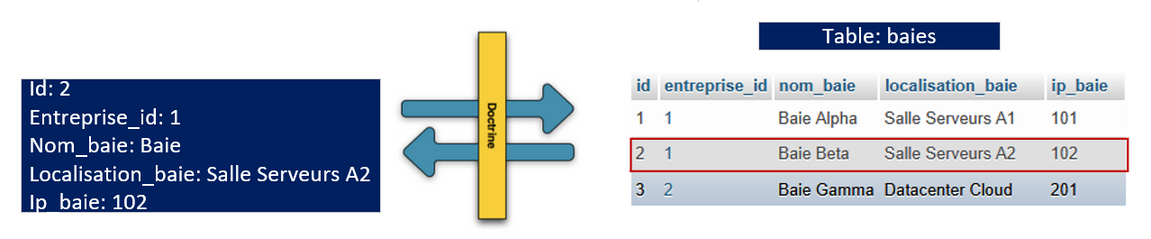 Id: 2
Entreprise_id: 1
Nom_baie: Baie
Localisation_baie: Salle Serveurs A2
Ip_baie: 102
Doctrine
Table: baies
id entreprise_id nom_baie localisation_baie ip_baie
1 1 Baie Alpha Salle Serveurs A1 101
2 1 Baie Beta Salle Serveurs A2 102
3 2 Baie Gamma Datacenter Cloud 201